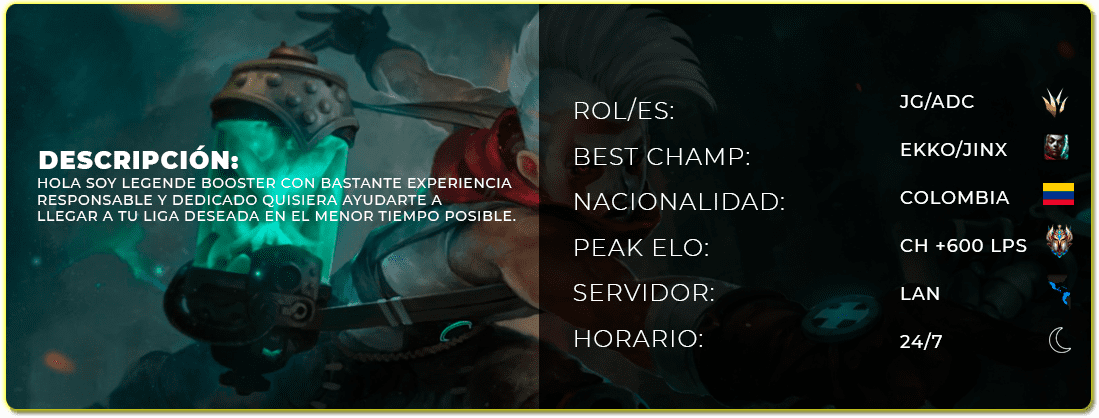 DESCRIPCIÓN:
HOLA SOY LEGENDE BOOSTER CON BASTANTE EXPERIENCIA
RESPONSABLE Y DEDICADO QUISIERA AYUDARTE A
LLEGAR A TU LIGA DESEADA EN EL MENOR TIEMPO POSIBLE.
ROL/ES: JG/ADC
BEST CHAMP: EKKO/JINX
NACIONALIDAD: COLOMBIA
PEAK ELO: CH +600 LPS
SERVIDOR: LAN
HORARIO: 24/7